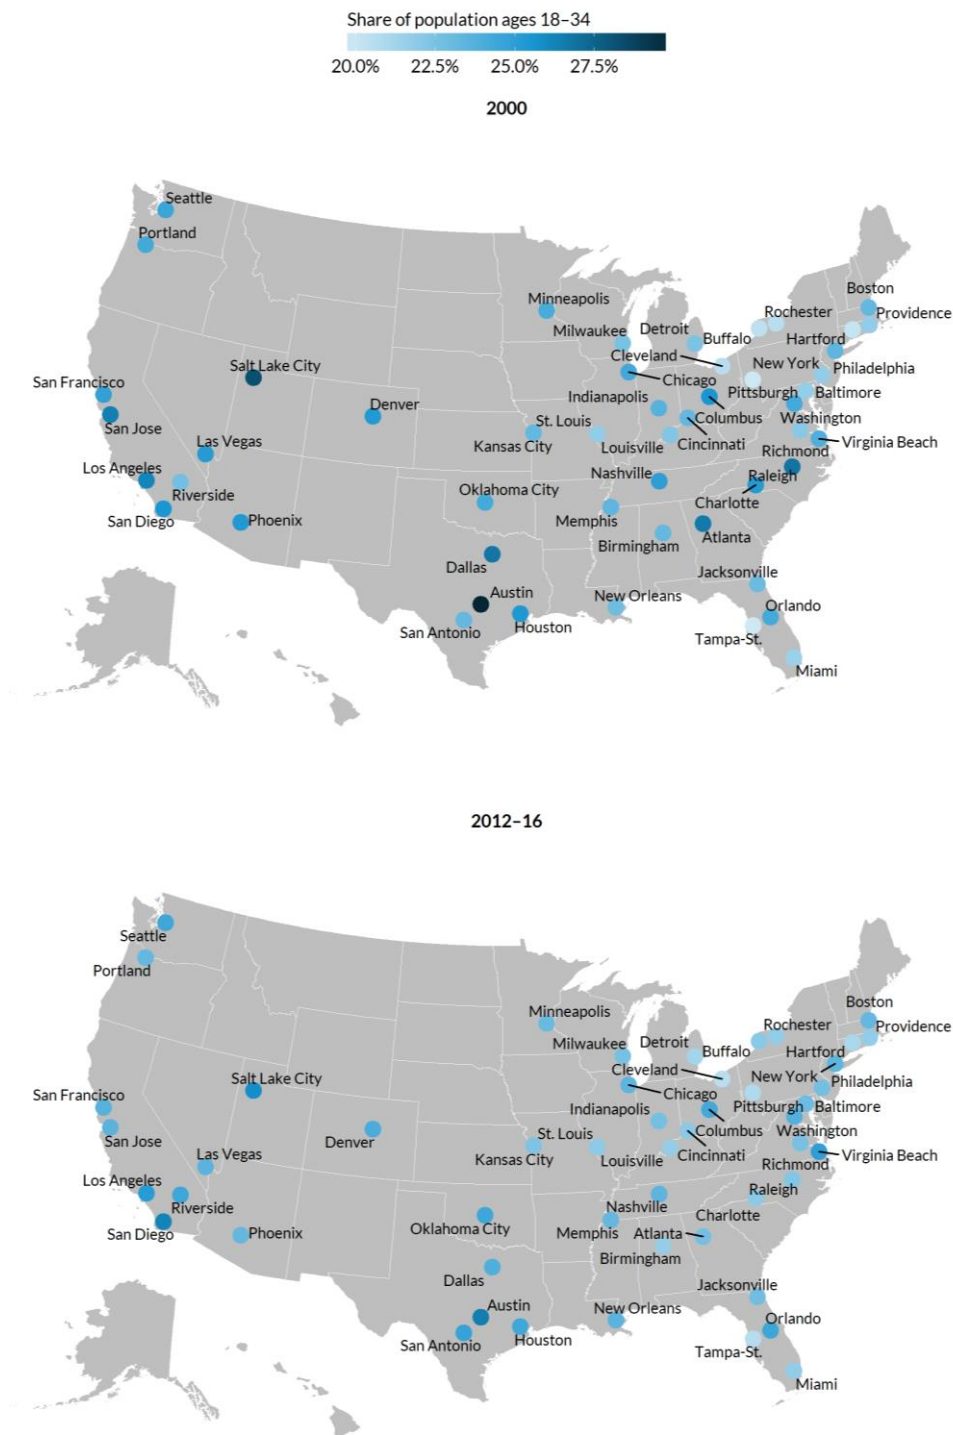 Share of population ages 18–34
20.0% 22.5% 25.0% 27.5%
2000
Seattle
Portland
Boston
Minneapolis
Rochester
Providence
Milwaukee
Detroit
Buffalo
Hartford
Cleveland
New York
Philadelphia
Salt Lake City
Chicago
San Francisco
Denver
Indianapolis
Pittsburgh
Baltimore
San Jose
St. Louis
Columbus
Washington
Las Vegas
Kansas City
Louisville
Cincinnati
Virginia Beach
Los Angeles
Richmond
Riverside
Nashville
Raleigh
Oklahoma City
Charlotte
San Diego
Phoenix
Memphis
Atlanta
Birmingham
Dallas
Jacksonville
Austin
New Orleans
Orlando
San Antonio
Houston
Tampa-St.
Miami
2012–16
Seattle
Portland
Boston
Minneapolis
Rochester
Providence
Milwaukee
Detroit
Buffalo
Hartford
Cleveland
New York
Salt Lake City
Philadelphia
San Francisco
Chicago
Indianapolis
Pittsburgh
Baltimore
San Jose
Denver
St. Louis
Columbus
Washington
Las Vegas
Kansas City
Louisville
Cincinnati
Virginia Beach
Richmond
Los Angeles
Raleigh
Riverside
Nashville
Charlotte
San Diego
Phoenix
Oklahoma City
Memphis
Atlanta
Birmingham
Dallas
Jacksonville
Austin
New Orleans
Orlando
San Antonio
Houston
Tampa-St.
Miami